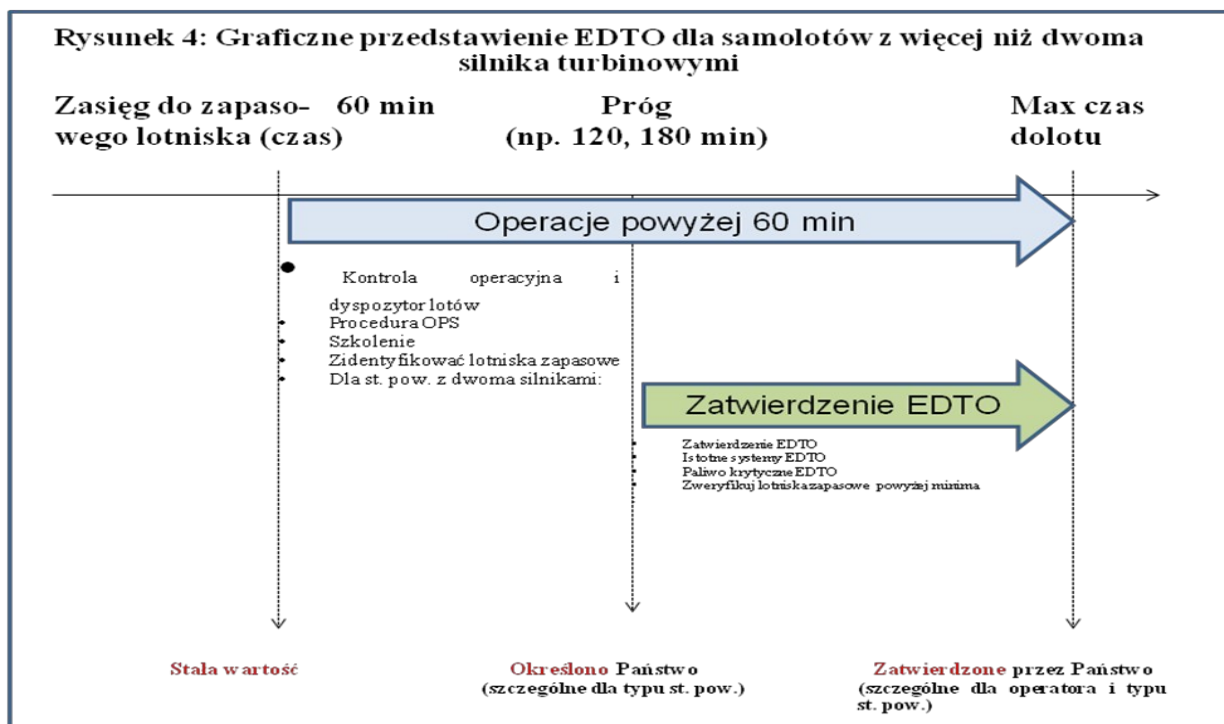 Rysunek 4: Graficzne przedstawienie EDTO dla samolotów z więcej niż dwoma
silnika turbinowymi
Zasięg do zapaso- 60 min
wego lotniska (czas)
Próg
(np. 120, 180 min)
Max czas
dolotu
Operacje powyżej 60 min
• Kontrola operacyjna i
dyspozytor lotów
• Procedura OPS
• Szkolenie
• Zidentyfikować lotniska zapasowe
• Dla st. pow. z dwoma silnikami:
Zatwierdzenie EDTO
• Zatwierdzenie EDTO
• Istotne systemy EDTO
• Paliwo krytyczne EDTO
• Zweryfikuj lotniska zapasowe powyżej minima
Stała wartość
Określono Państwo
(szczególne dla typu st. pow.)
Zatwierdzone przez Państwo
(szczególne dla operatora i typu
st. pow.)